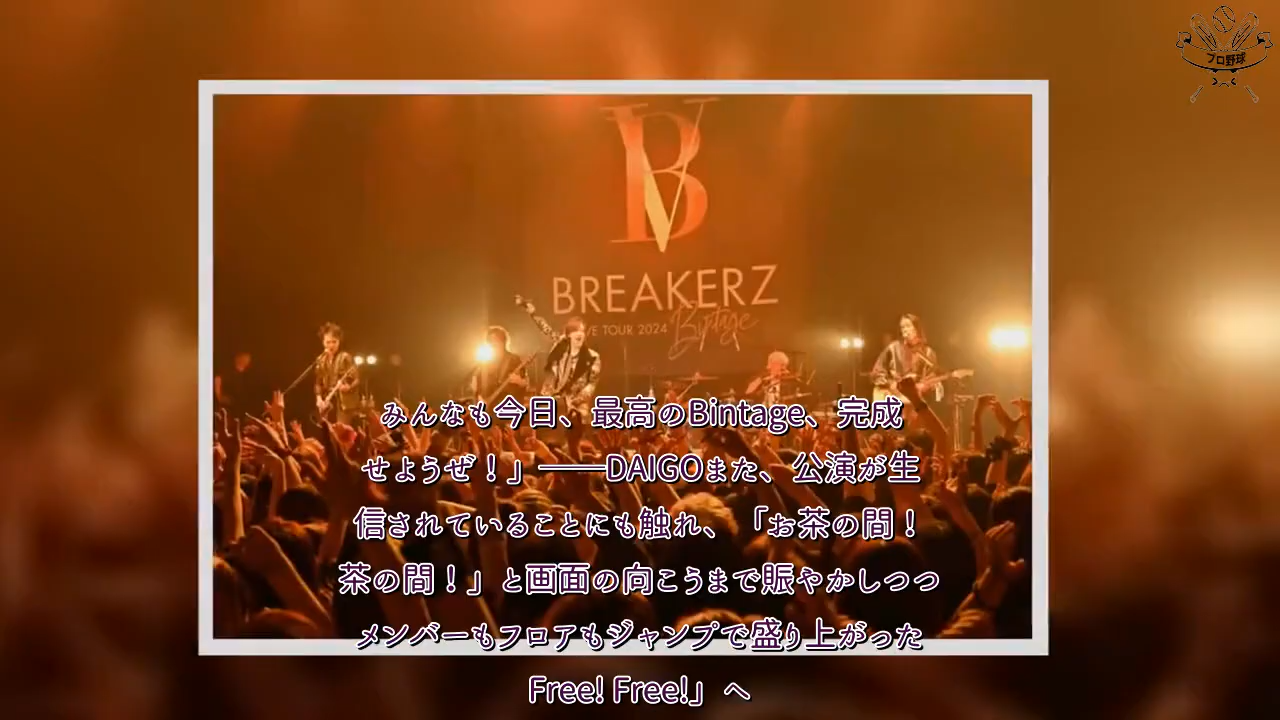 プロ野球
BV
BREAKERZ
VE TOUR 2024 Bintage
みんなも今日、最高のBintage、完成
せようぜ！」――DAIGOまた、公演が生
信されていることにも触れ、「お茶の間！
茶の間！」と画面の向こうまで賑やかしつつ
メンバーもフロアもジャンプで盛り上がった
Free! Free!」へ